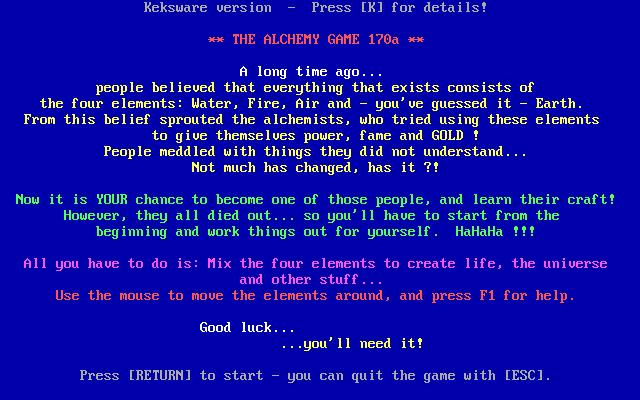 Keksware version - Press [K] for details!
** THE ALCHEMY GAME 170a **
A long time ago...
people believed that everything that exists consists of
the four elements: Water, Fire, Air and - you've guessed it - Earth.
From this belief sprouted the alchemists, who tried using these elements
to give themselves power, fame and GOLD !
People meddled with things they did not understand...
Not much has changed, has it ?!
Now it is YOUR chance to become one of those people, and learn their craft!
However, they all died out... so you'll have to start from the
beginning and work things out for yourself.  HaHaHa !!!
All you have to do is: Mix the four elements to create life, the universe
and other stuff...
Use the mouse to move the elements around, and press F1 for help.
Good luck...
...you'll need it!
Press [RETURN] to start - you can quit the game with [ESC].